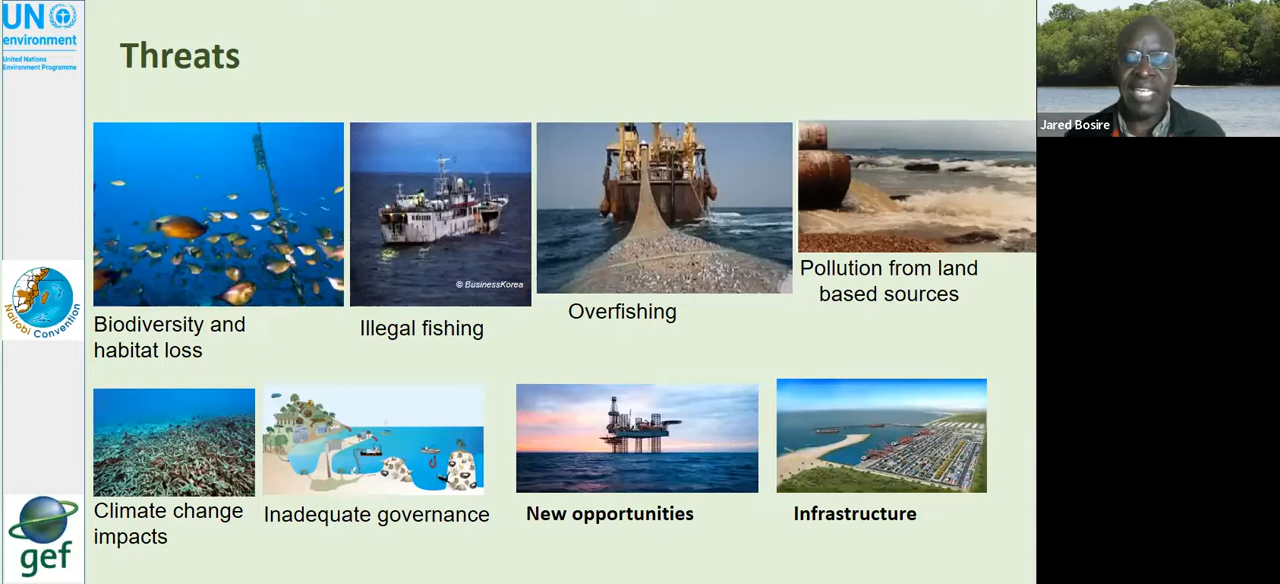 UN
environment
United Nations
Environment Programme
Threats
Jared Bosire
© BusinessKorea
Biodiversity and
habitat loss
Illegal fishing
Overfishing
Pollution from land
based sources
Nairobi Convention
Climate change
impacts
Inadequate governance
New opportunities
Infrastructure
gef